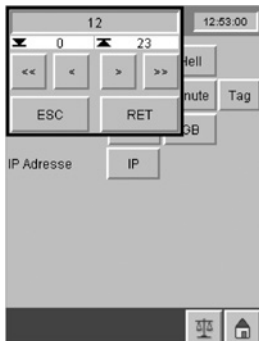 12
12:53:00
0 23
<< < > >> Hell
nute Tag
ESC RET GB
IP Adresse IP